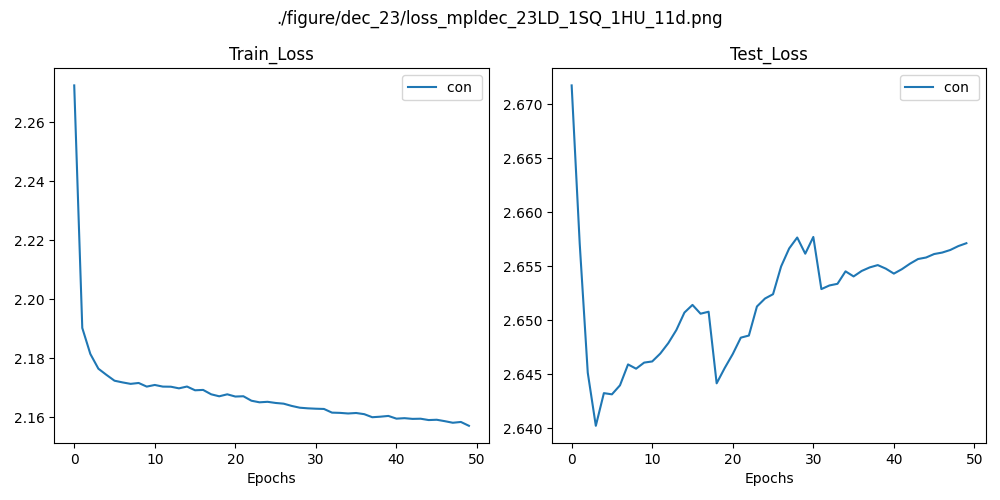 ./figure/dec_23/loss_mpldec_23LD_1SQ_1HU_11d.png
Train_Loss
con
2.26
2.24
2.22
2.20
2.18
2.16
0 10 20 30 40 50
Epochs
Test_Loss
con
2.670
2.665
2.660
2.655
2.650
2.645
2.640
0 10 20 30 40 50
Epochs